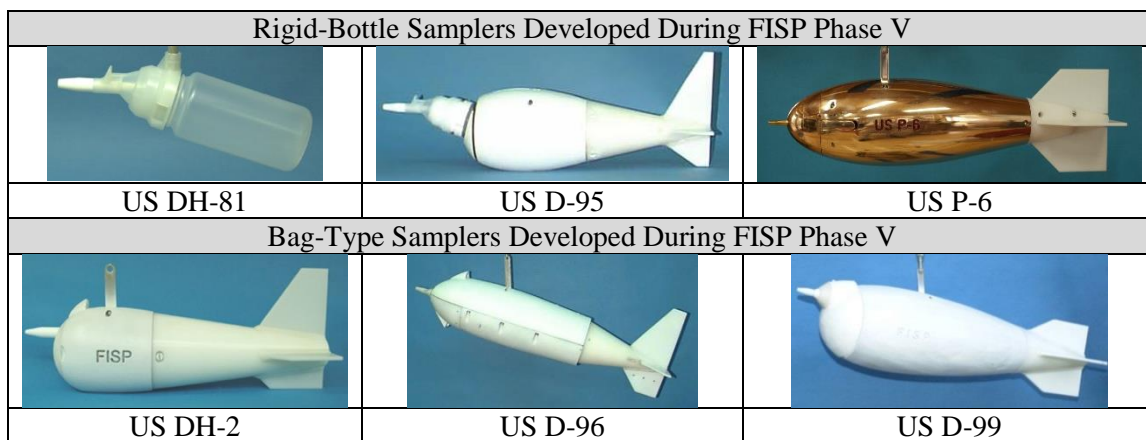 Rigid-Bottle Samplers Developed During FISP Phase V
US P-6
US DH-81
US D-95
US P-6
Bag-Type Samplers Developed During FISP Phase V
FISP
FISP
US DH-2
US D-96
US D-99